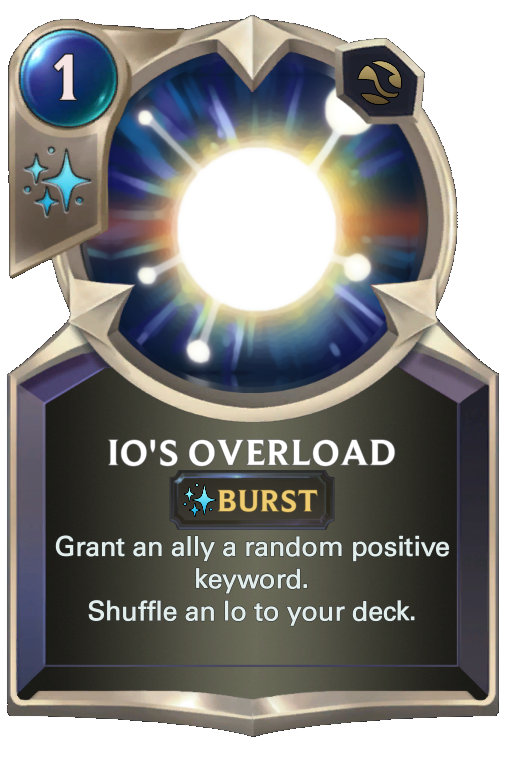 1
IO'S OVERLOAD
BURST
Grant an ally a random positive
keyword.
Shuffle an Io to your deck.